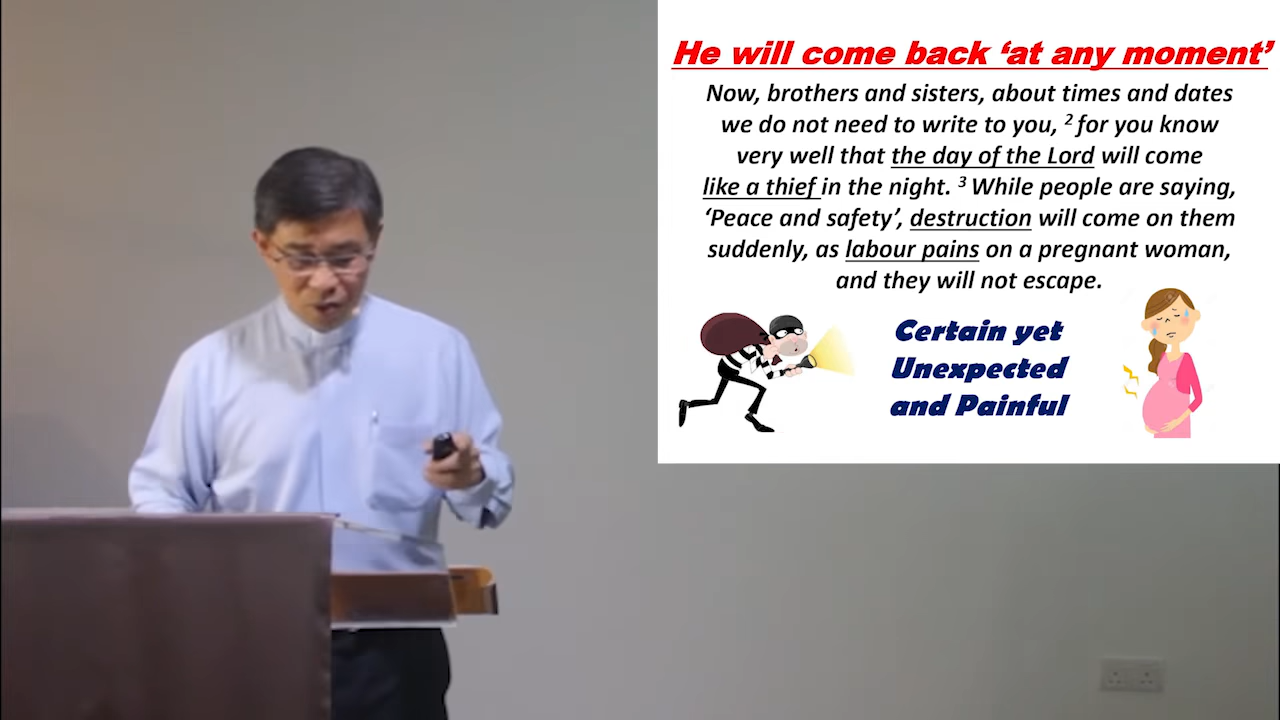 He will come back ‘at any moment’
Now, brothers and sisters, about times and dates
we do not need to write to you, ² for you know
very well that the day of the Lord will come
like a thief in the night. ³ While people are saying,
‘Peace and safety’, destruction will come on them
suddenly, as labour pains on a pregnant woman,
and they will not escape.
Certain yet
Unexpected
and Painful